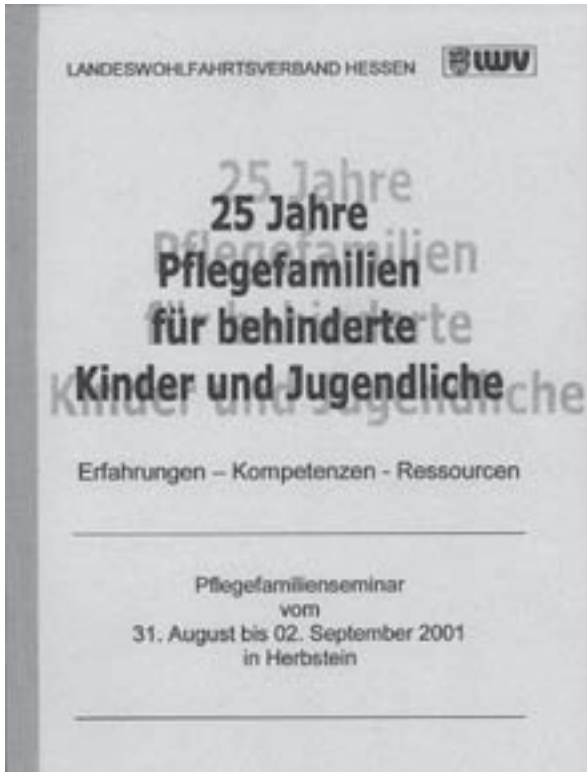 LANDESWOHLFAHRTSVERBAND HESSEN LWV
25 Jahre
Pflegefamilien
für behinderte
Kinder und Jugendliche
Erfahrungen – Kompetenzen - Ressourcen
Pflegefamilienseminar
vom
31. August bis 02. September 2001
in Herbstein